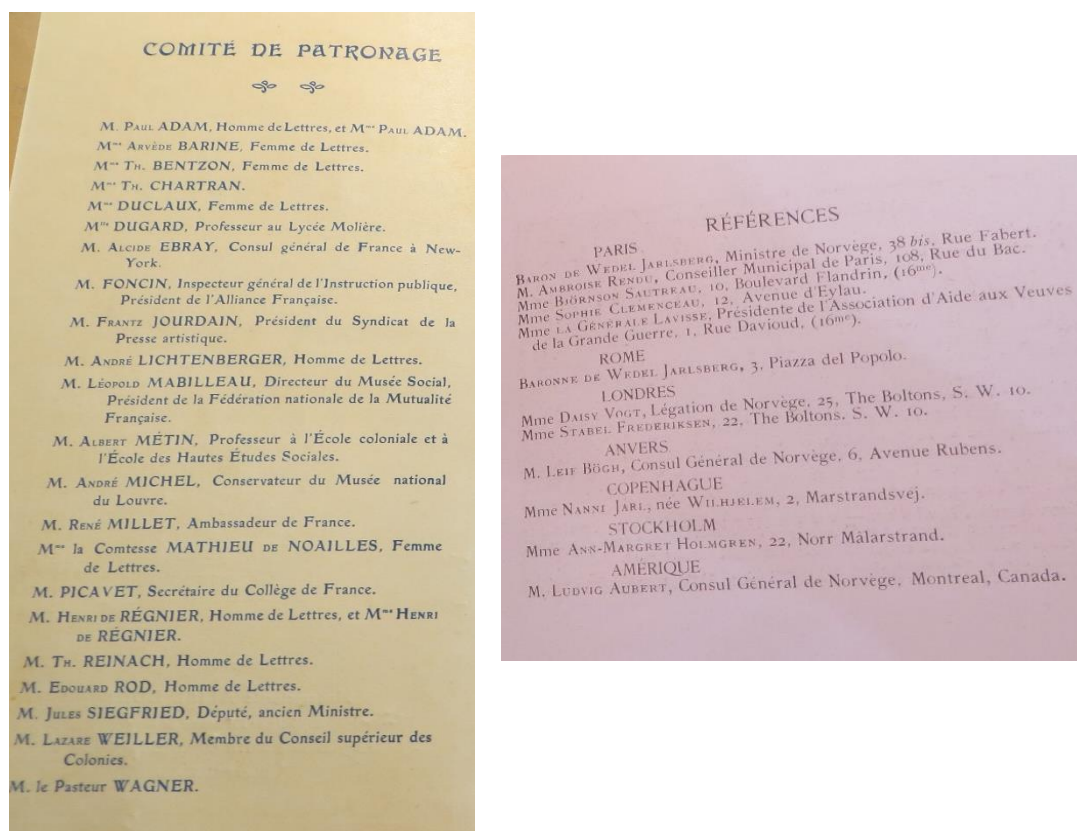 COMITÉ DE PATRONAGE
M. PAUL ADAM, Homme de Lettres, et Mme PAUL ADAM.
Mme ARVÈDE BARINE, Femme de Lettres.
Mme TH. BENTZON, Femme de Lettres.
Mme TH. CHARTRAN.
Mme DUCLAUX, Femme de Lettres.
Mlle DUGARD, Professeur au Lycée Molière.
M. ALCIDE EBRAY, Consul général de France à New-
York.
M. FONCIN, Inspecteur général de l'Instruction publique,
Président de l'Alliance Française.
M. FRANTZ JOURDAIN, Président du Syndicat de la
Presse artistique.
M. ANDRÉ LICHTENBERGER, Homme de Lettres.
M. LÉOPOLD MABILLEAU, Directeur du Musée Social,
Président de la Fédération nationale de la Mutualité
Française.
M. ALBERT MÉTIN, Professeur à l'École coloniale et à
l'École des Hautes Études Sociales.
M. ANDRÉ MICHEL, Conservateur du Musée national
du Louvre.
M. RENÉ MILLET, Ambassadeur de France.
Mme la Comtesse MATHIEU DE NOAILLES, Femme
de Lettres.
M. PICAVET, Secrétaire du Collège de France.
M. HENRI DE RÉGNIER, Homme de Lettres, et Mme HENRI
DE RÉGNIER.
M. TH. REINACH, Homme de Lettres.
M. EDOUARD ROD, Homme de Lettres.
M. JULES SIEGFRIED, Député, ancien Ministre.
M. LAZARE WEILLER, Membre du Conseil supérieur des
Colonies.
M. le Pasteur WAGNER.
RÉFÉRENCES
PARIS
BARON DE WEDEL JARLSBERG, Ministre de Norvège, 38 bis, Rue Fabert.
M. AMBROISE RENDU, Conseiller Municipal de Paris, 108, Rue du Bac.
Mme BIÖRNSON SAUTREAU, 10, Boulevard Flandrin, (16me).
Mme SOPHIE CLEMENCEAU, 12, Avenue d'Eylau.
Mme LA GÉNÉRALE LAVISSE, Présidente de l'Association d'Aide aux Veuves
de la Grande Guerre, 1, Rue Davioud, (16me).
ROME
BARONNE DE WEDEL JARLSBERG, 3, Piazza del Popolo.
LONDRES
Mme DAISY VOGT, Légation de Norvège, 25, The Boltons, S. W. 10.
Mme STABEL FREDERIKSEN, 22, The Boltons, S. W. 10.
ANVERS
M. LEIF BÖGH, Consul Général de Norvège, 6, Avenue Rubens.
COPENHAGUE
Mme NANNI JARL, née WILHJELEM, 2, Marstrandsvej.
STOCKHOLM
Mme ANN-MARGRET HOLMGREN, 22, Norr Mälarstrand.
AMÉRIQUE
M. LUDVIG AUBERT, Consul Général de Norvège, Montreal, Canada.